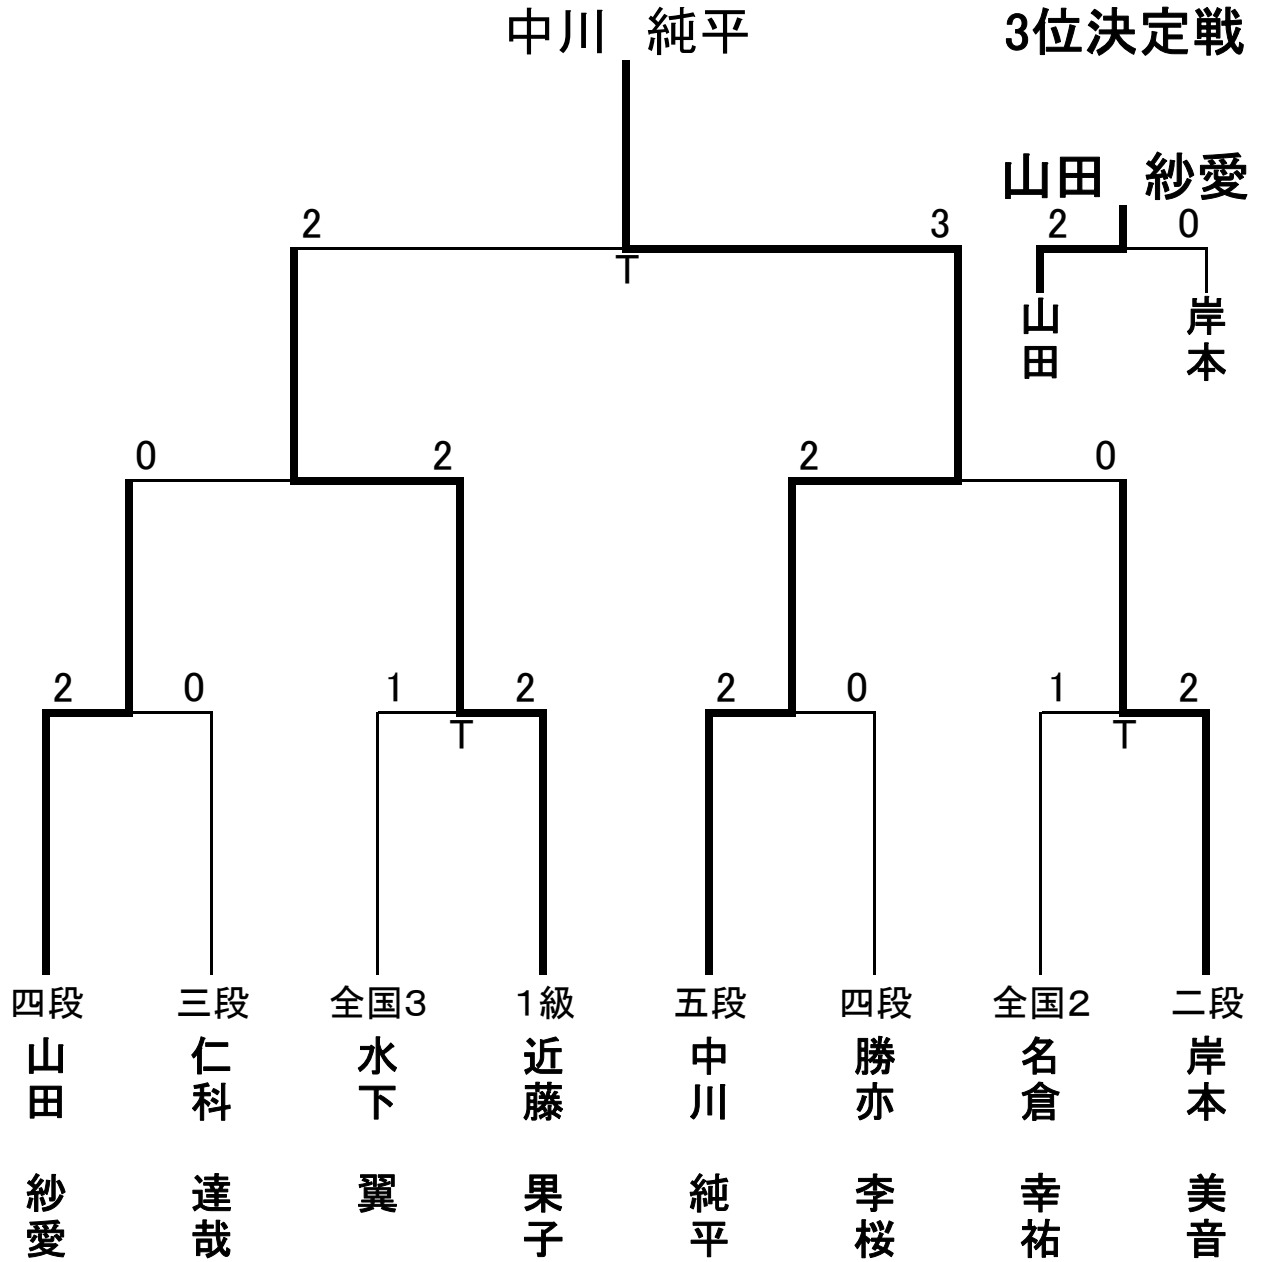 中川　純平
3位決定戦
山田　紗愛
2 3
2 0
T
山田
岸本
0 2
2 0
2 0
1 2
2 0
1 2
T
T
四段
三段
全国3
1級
五段
四段
全国2
二段
山田　紗愛
仁科　達哉
水下　翼
近藤　果子
中川　純平
勝亦　李桜
名倉　幸祐
岸本　美音